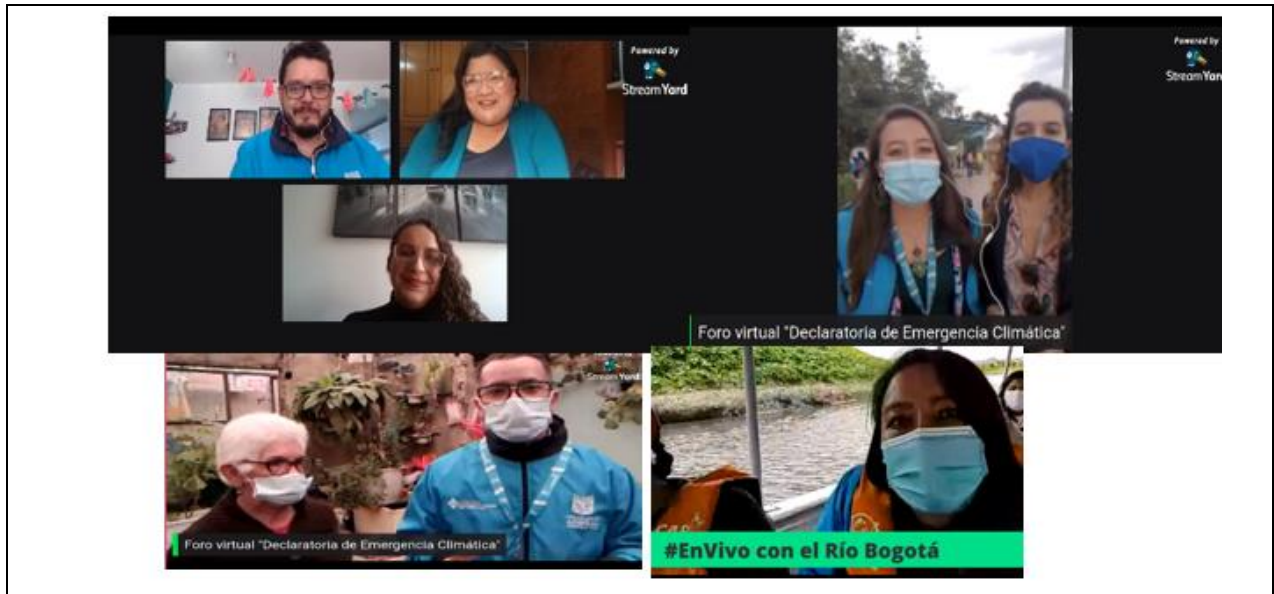 Powered by
StreamYard
Powered by
StreamYar
Foro virtual "Declaratoria de Emergencia Climática"
StreamYard
Foro virtual "Declaratoria de Emergencia Climática"
#EnVivo con el Río Bogotá